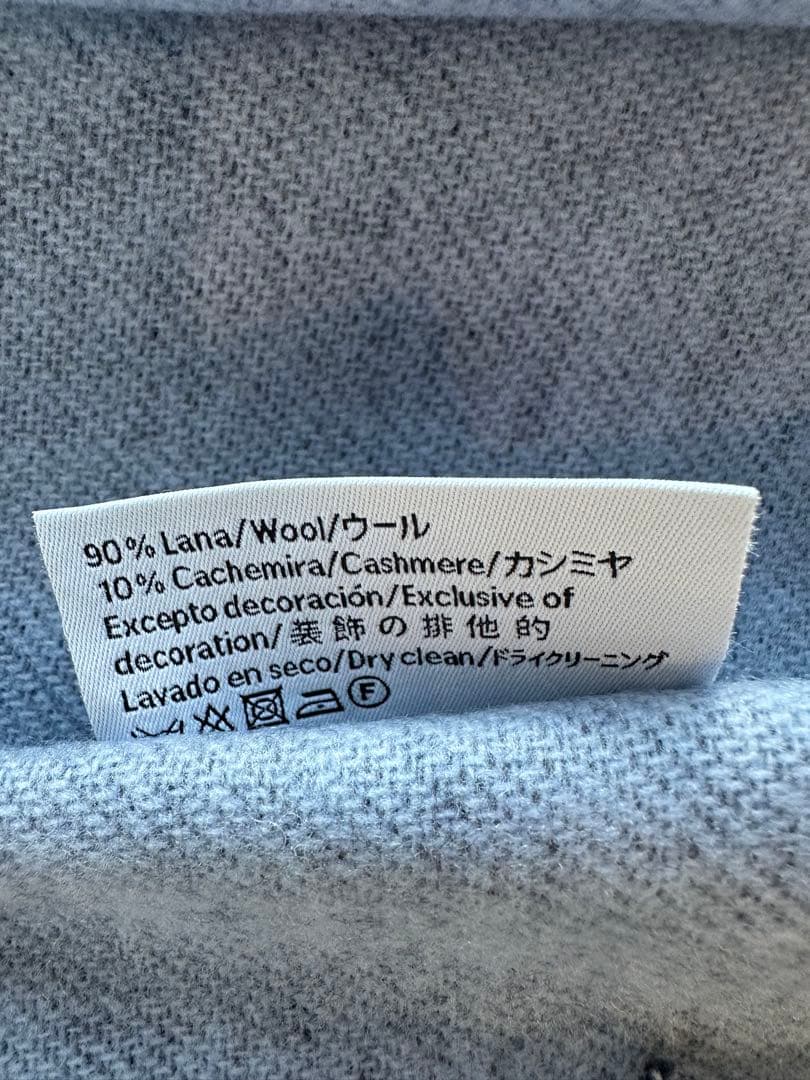 90% Lana/Wool/ウール
10% Cachemira/Cashmere/カシミヤ
Excepto decoración/Exclusive of
decoration/装飾の排他的
Lavado en seco/Dry clean/ドライクリーニング
F